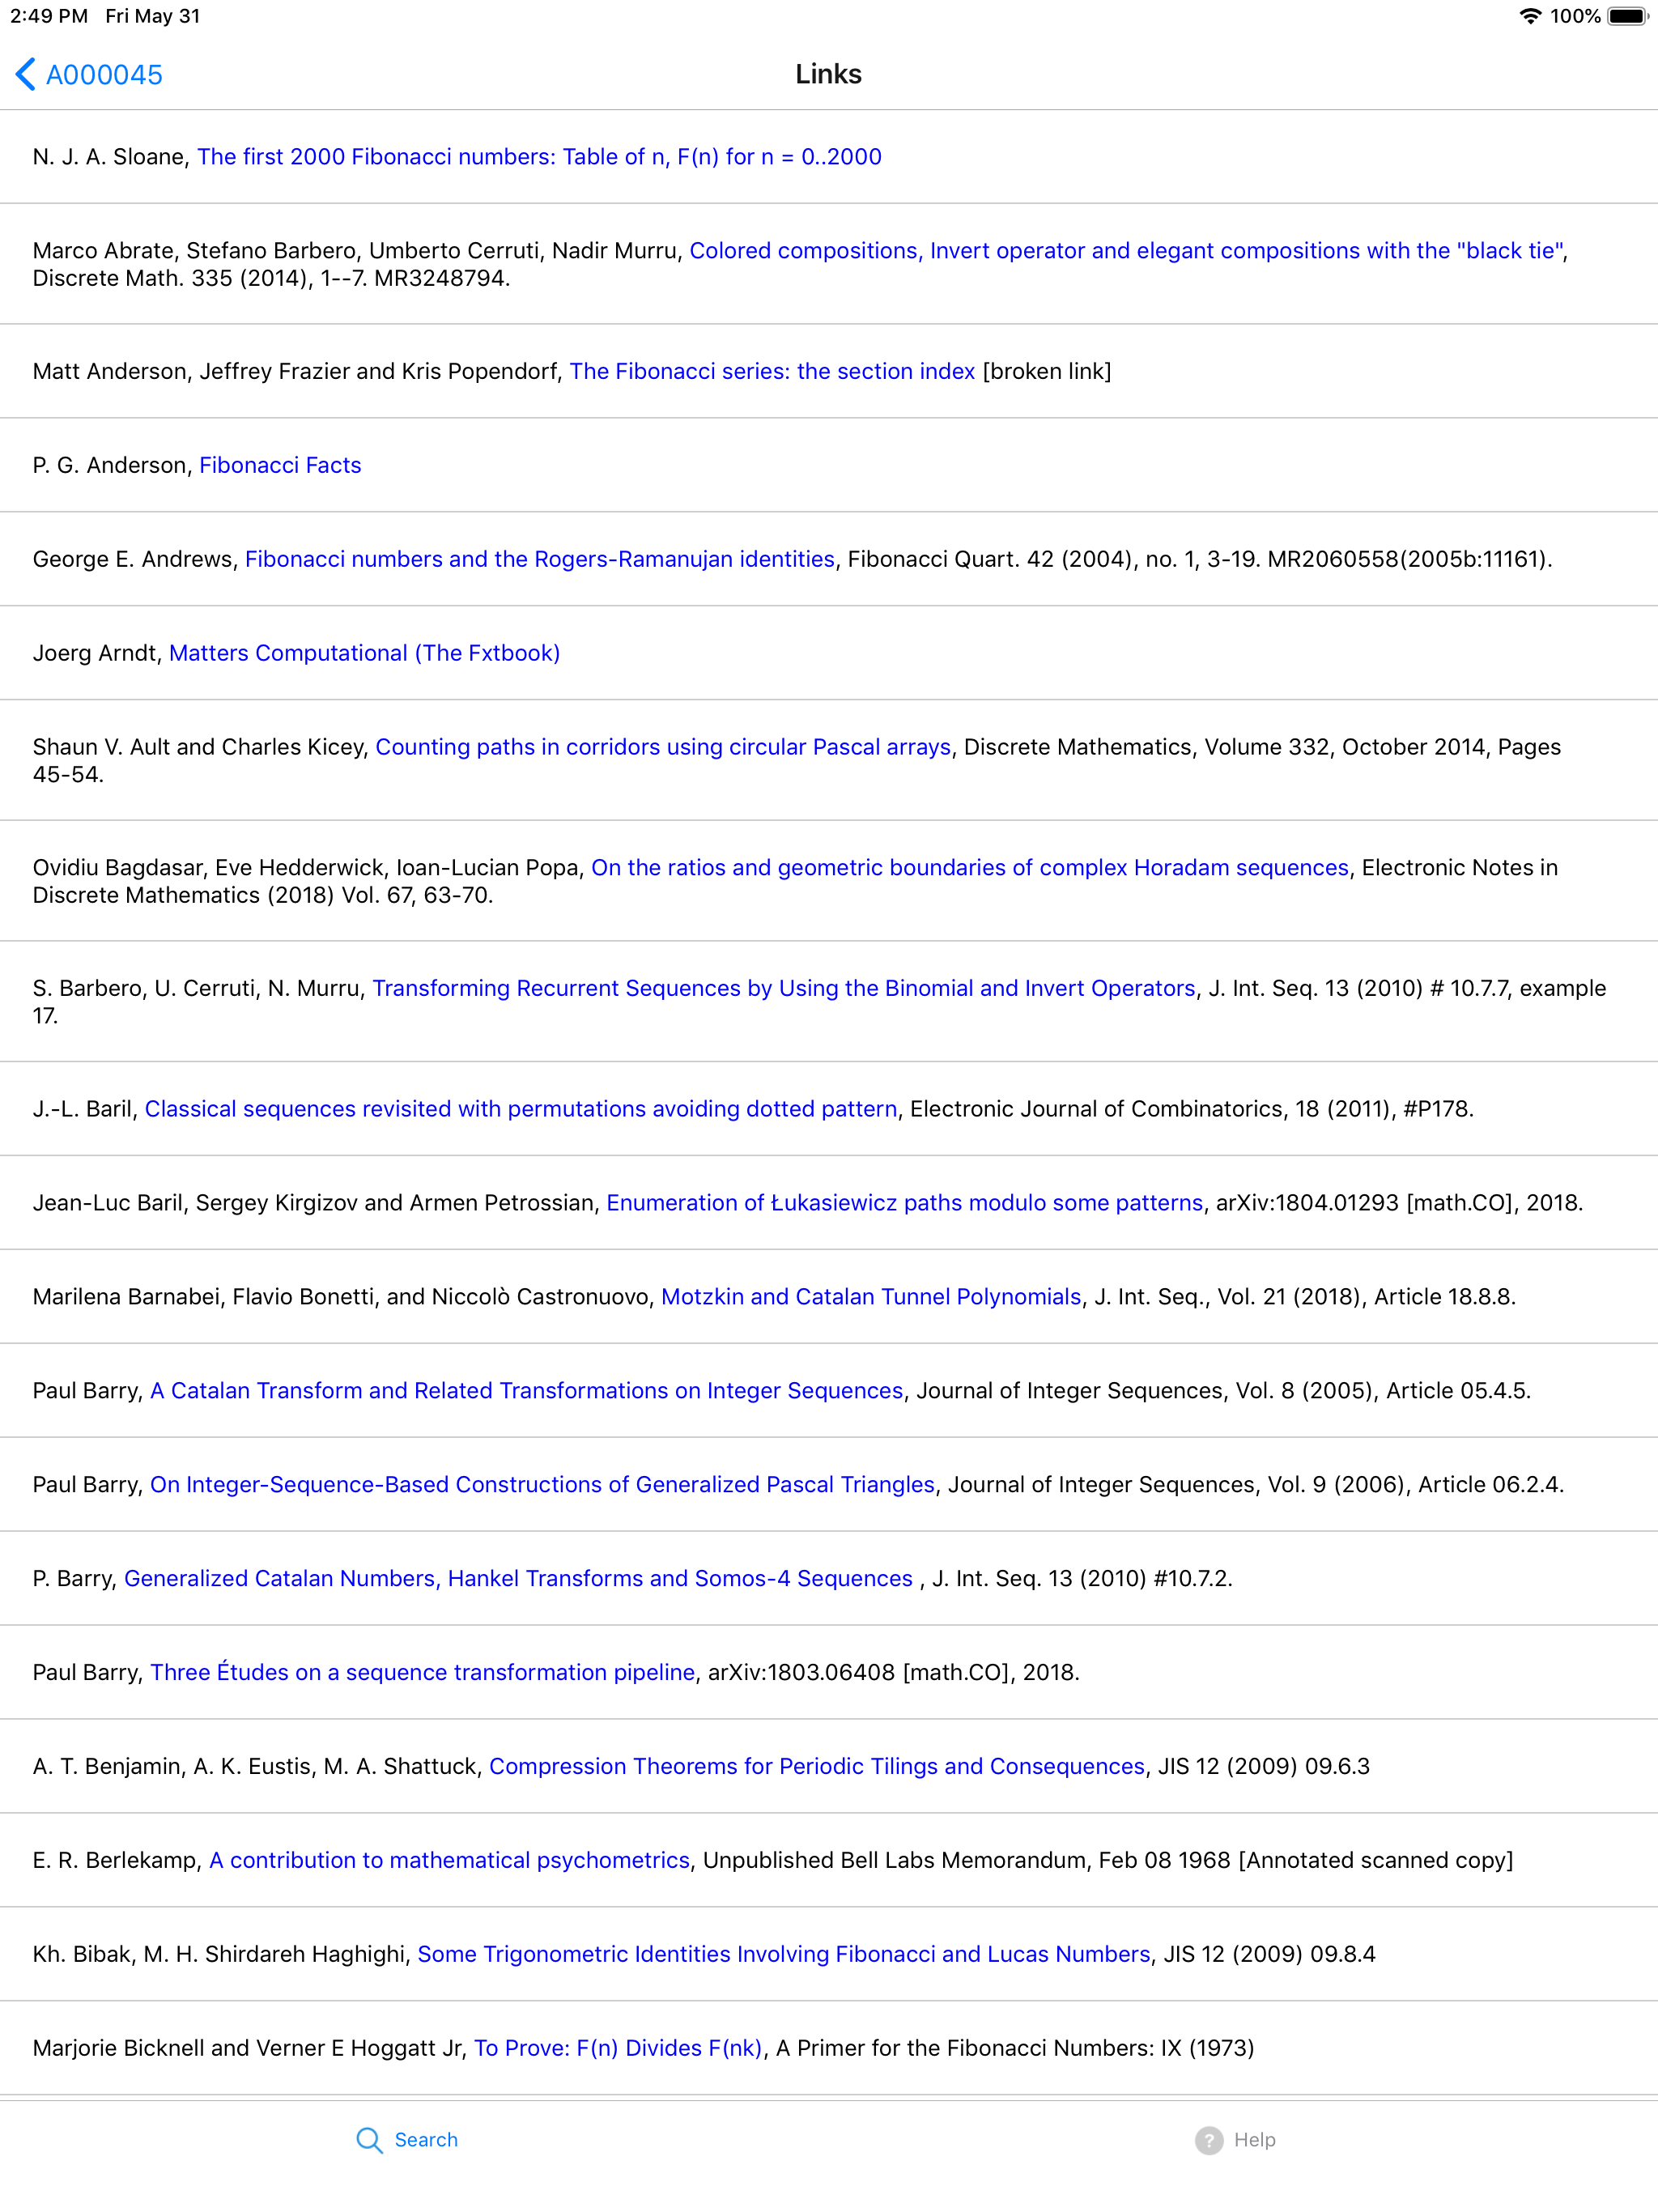 2:49 PM Fri May 31
100%
A000045
Links
N. J. A. Sloane, The first 2000 Fibonacci numbers: Table of n, F(n) for n = 0..2000
Marco Abrate, Stefano Barbero, Umberto Cerruti, Nadir Murru, Colored compositions, Invert operator and elegant compositions with the "black tie",
Discrete Math. 335 (2014), 1--7. MR3248794.
Matt Anderson, Jeffrey Frazier and Kris Popendorf, The Fibonacci series: the section index [broken link]
P. G. Anderson, Fibonacci Facts
George E. Andrews, Fibonacci numbers and the Rogers-Ramanujan identities, Fibonacci Quart. 42 (2004), no. 1, 3-19. MR2060558(2005b:11161).
Joerg Arndt, Matters Computational (The Fxtbook)
Shaun V. Ault and Charles Kicey, Counting paths in corridors using circular Pascal arrays, Discrete Mathematics, Volume 332, October 2014, Pages
45-54.
Ovidiu Bagdasar, Eve Hedderwick, Ioan-Lucian Popa, On the ratios and geometric boundaries of complex Horadam sequences, Electronic Notes in
Discrete Mathematics (2018) Vol. 67, 63-70.
S. Barbero, U. Cerruti, N. Murru, Transforming Recurrent Sequences by Using the Binomial and Invert Operators, J. Int. Seq. 13 (2010) # 10.7.7, example
17.
J.-L. Baril, Classical sequences revisited with permutations avoiding dotted pattern, Electronic Journal of Combinatorics, 18 (2011), #P178.
Jean-Luc Baril, Sergey Kirgizov and Armen Petrossian, Enumeration of Łukasiewicz paths modulo some patterns, arXiv:1804.01293 [math.CO], 2018.
Marilena Barnabei, Flavio Bonetti, and Niccolò Castronuovo, Motzkin and Catalan Tunnel Polynomials, J. Int. Seq., Vol. 21 (2018), Article 18.8.8.
Paul Barry, A Catalan Transform and Related Transformations on Integer Sequences, Journal of Integer Sequences, Vol. 8 (2005), Article 05.4.5.
Paul Barry, On Integer-Sequence-Based Constructions of Generalized Pascal Triangles, Journal of Integer Sequences, Vol. 9 (2006), Article 06.2.4.
P. Barry, Generalized Catalan Numbers, Hankel Transforms and Somos-4 Sequences , J. Int. Seq. 13 (2010) #10.7.2.
Paul Barry, Three Études on a sequence transformation pipeline, arXiv:1803.06408 [math.CO], 2018.
A. T. Benjamin, A. K. Eustis, M. A. Shattuck, Compression Theorems for Periodic Tilings and Consequences, JIS 12 (2009) 09.6.3
E. R. Berlekamp, A contribution to mathematical psychometrics, Unpublished Bell Labs Memorandum, Feb 08 1968 [Annotated scanned copy]
Kh. Bibak, M. H. Shirdareh Haghighi, Some Trigonometric Identities Involving Fibonacci and Lucas Numbers, JIS 12 (2009) 09.8.4
Marjorie Bicknell and Verner E Hoggatt Jr, To Prove: F(n) Divides F(nk), A Primer for the Fibonacci Numbers: IX (1973)
Search
? Help